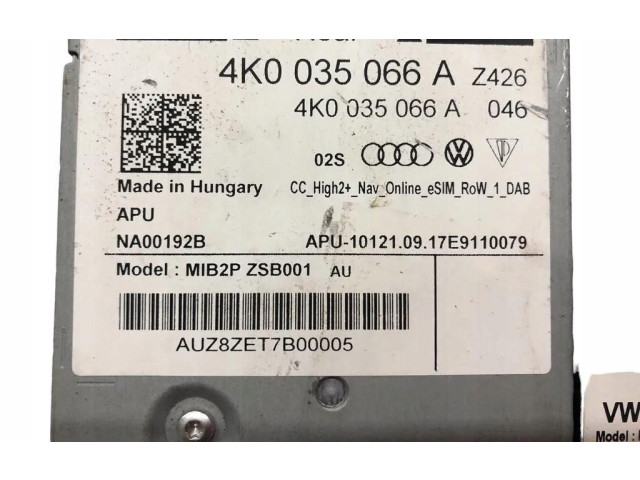 4K0 035 066 A Z426
4K0 035 066 A 046
02S
Made in Hungary CC_High2+_Nav_Online_eSIM_RoW_1_DAB
APU
NA00192B APU-10121.09.17E9110079
Model : MIB2P ZSB001 AU
AUZ8ZET7B00005
VW
Model :